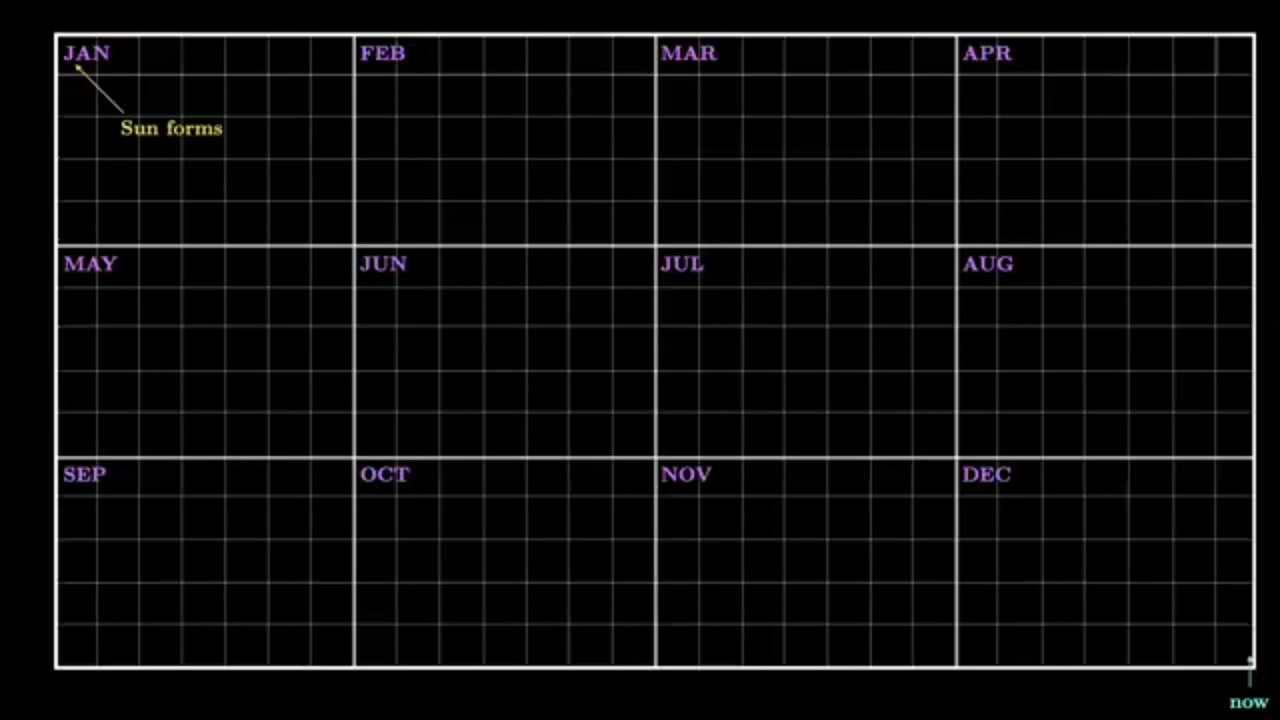 JAN
FEB
MAR
APR
Sun forms
MAY
JUN
JUL
AUG
SEP
OCT
NOV
DEC
now